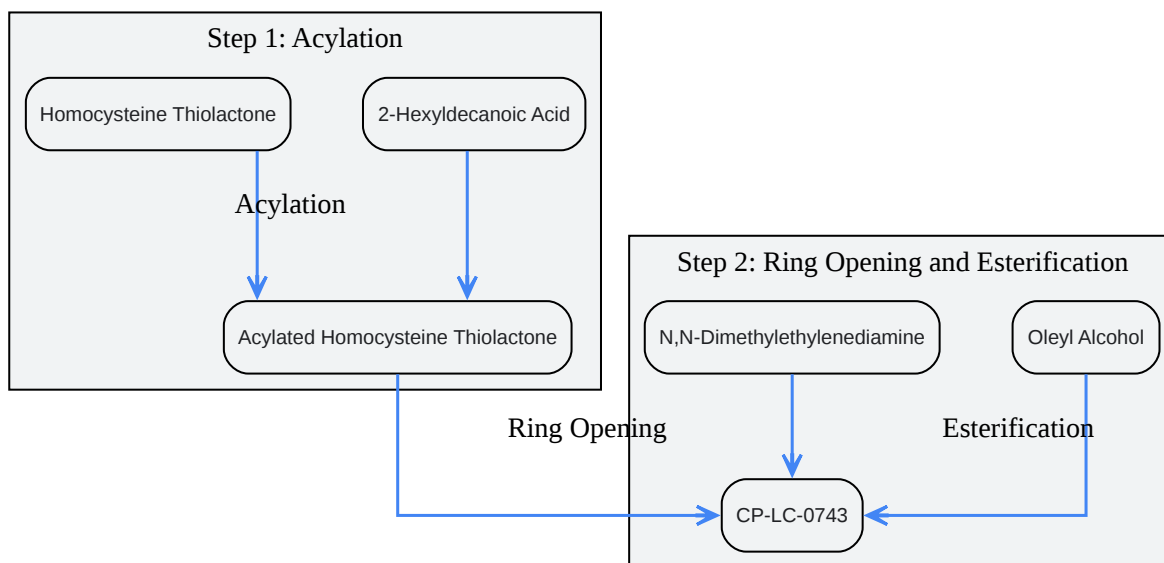 Step 1: Acylation
Homocysteine Thiolactone
2-Hexyldecanoic Acid
Acylation
Acylated Homocysteine Thiolactone
Step 2: Ring Opening and Esterification
N,N-Dimethylethylenediamine
Oleyl Alcohol
Ring Opening
Esterification
CP-LC-0743